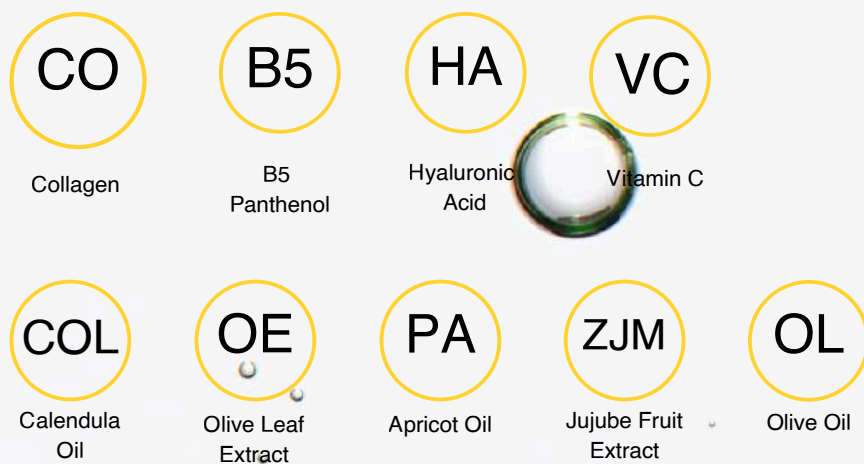 CO
B5
HA
VC
Collagen
B5
Panthenol
Hyaluronic
Acid
Vitamin C
COL
OE
PA
ZJM
OL
Calendula
Oil
Olive Leaf
Extract
Apricot Oil
Jujube Fruit
Extract
Olive Oil